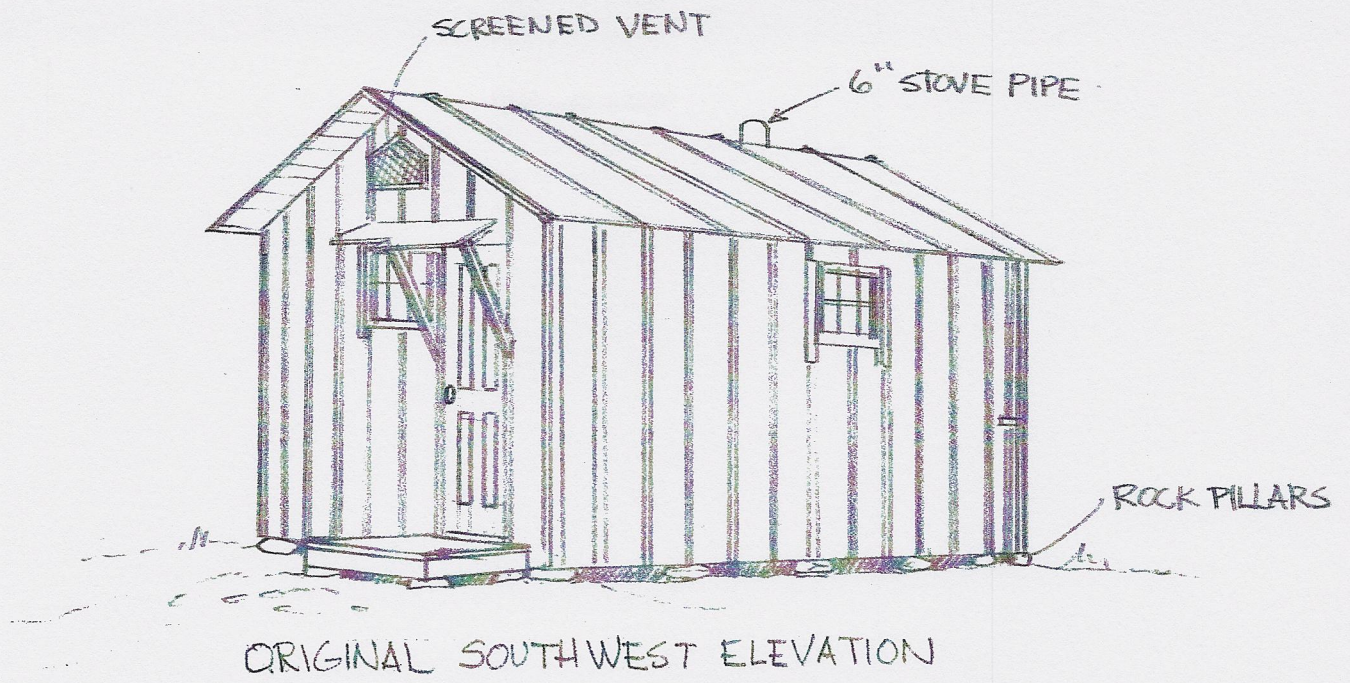 SCREENED VENT
6" STOVE PIPE
ROCK PILLARS
ORIGINAL SOUTHWEST ELEVATION